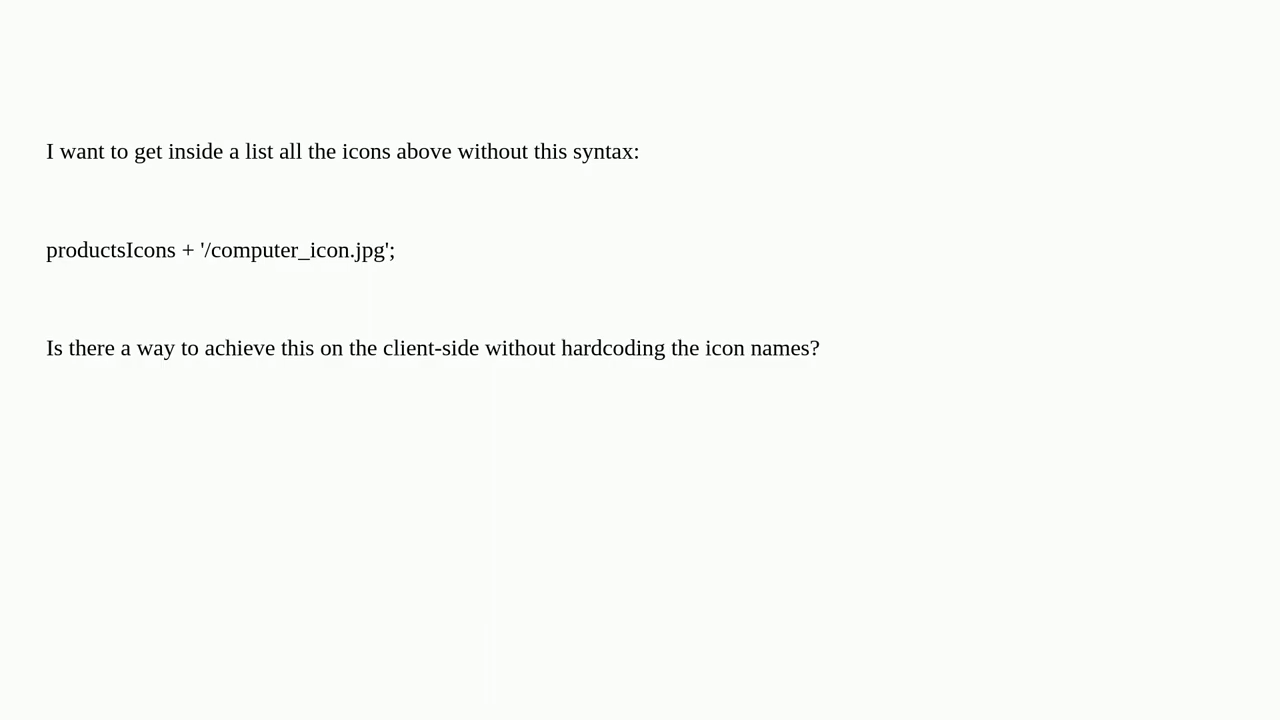 I want to get inside a list all the icons above without this syntax:
productsIcons + '/computer_icon.jpg';
Is there a way to achieve this on the client-side without hardcoding the icon names?